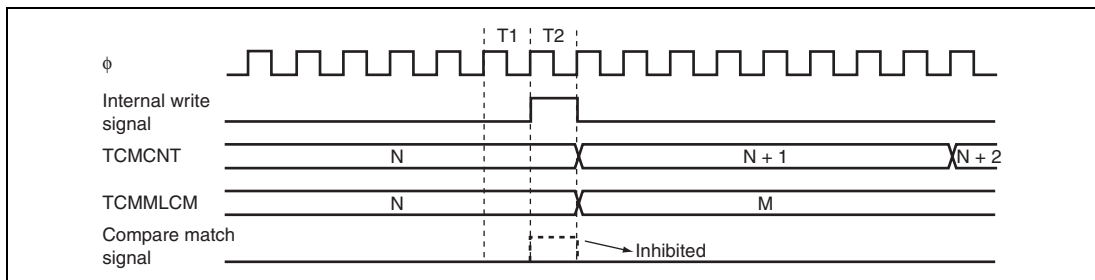 T1 T2
φ
Internal write
signal
TCMCNT N N + 1 N + 2
TCMMLCM N M
Compare match
signal
Inhibited